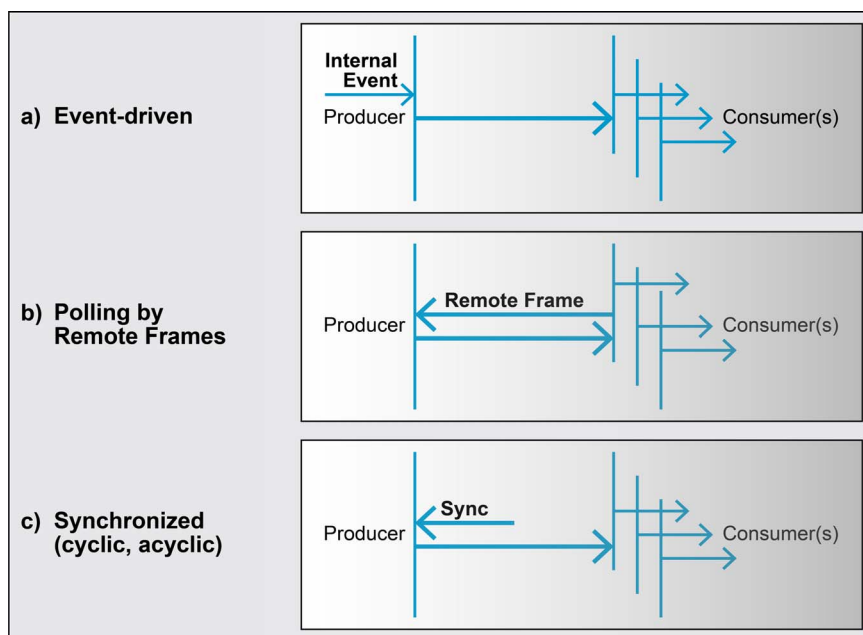 a) Event-driven
Internal
Event
Producer
Consumer(s)
b) Polling by
Remote Frames
Remote Frame
Producer
Consumer(s)
c) Synchronized
(cyclic, acyclic)
Sync
Producer
Consumer(s)